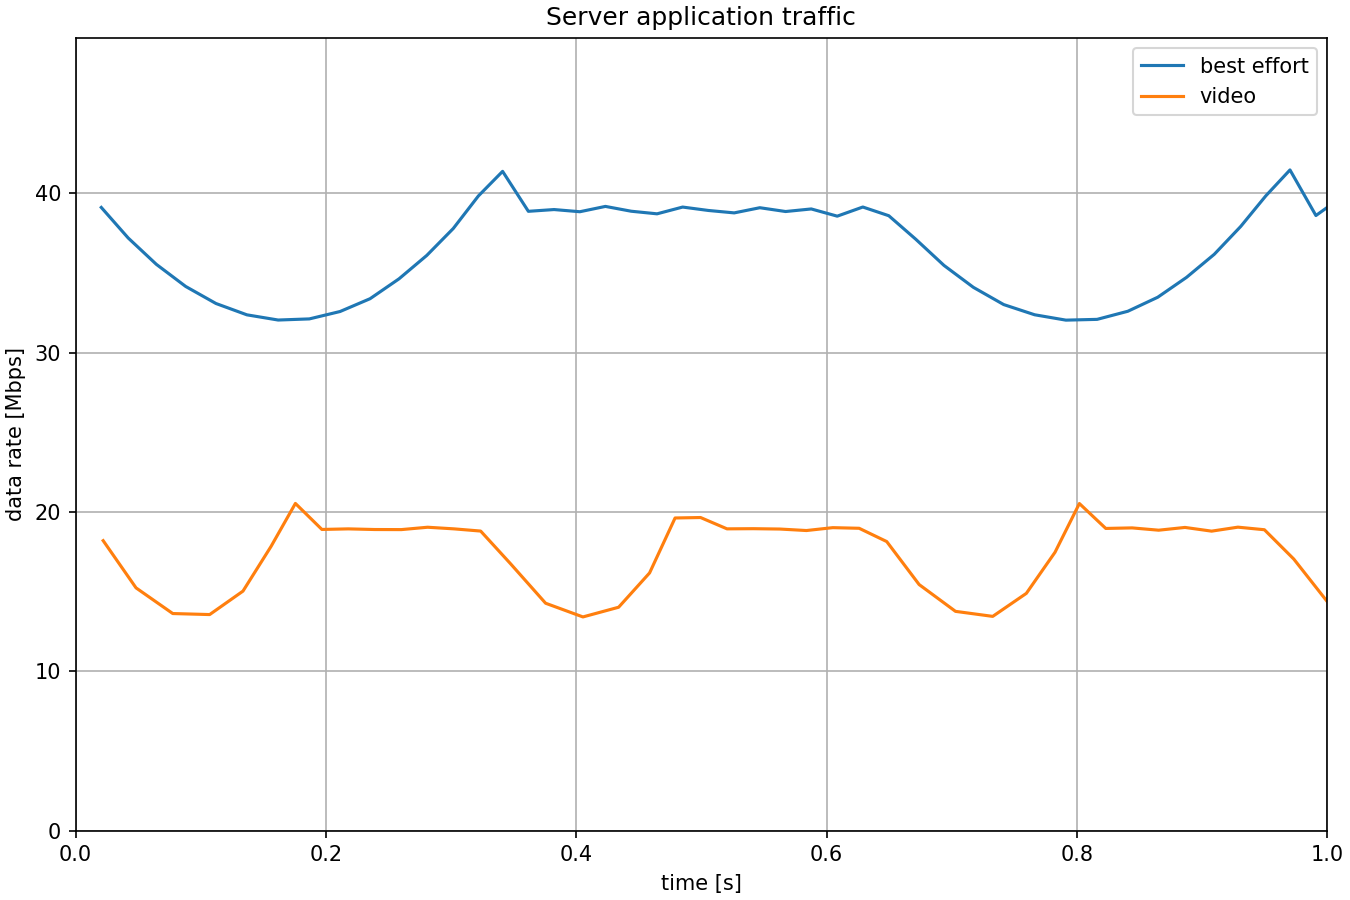 Server application traffic
best effort
video
data rate [Mbps]
40
30
20
10
0
0.0 0.2 0.4 0.6 0.8 1.0
time [s]